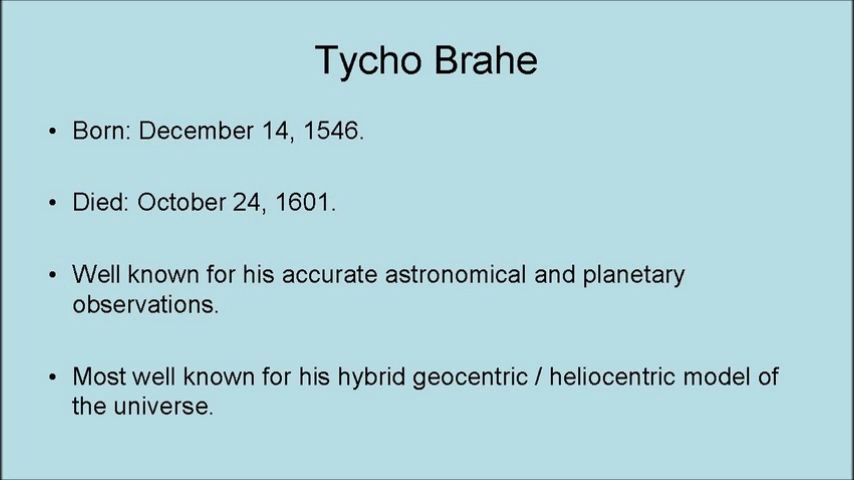 Tycho Brahe
• Born: December 14, 1546.
• Died: October 24, 1601.
• Well known for his accurate astronomical and planetary
observations.
• Most well known for his hybrid geocentric / heliocentric model of
the universe.